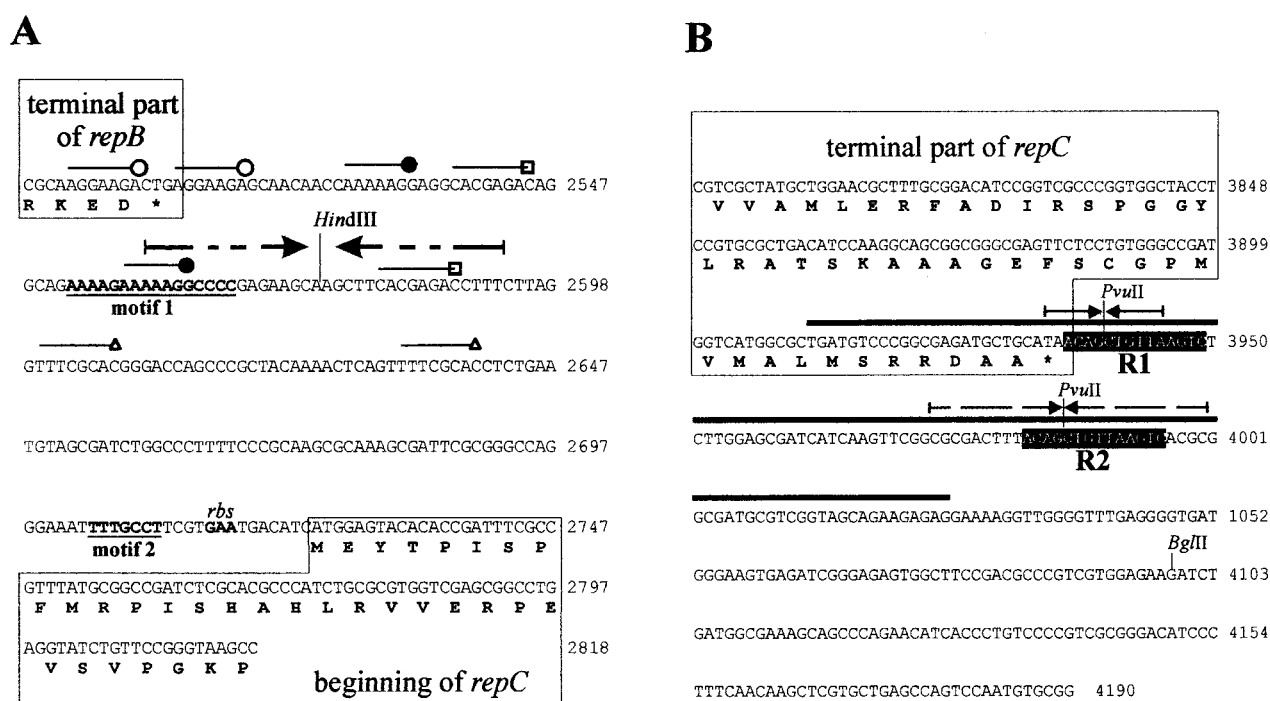 A
terminal part
of repB
CGCAAGGAAGACTGAGGAAGAGCAACAACCAAAAAGGAGGCACGAGACAG 2547
R K E D *
HindIII
GCAGAAAAGAAAAAGGCCCCGAGAAGCAAGCTTCACGAGACCTTTCTTAG 2598
motif 1
GTTTCGCACGGGACCAGCCCGCTACAAAACTCAGTTTTCGCACCTCTGAA 2647
TGTAGCGATCTGGCCCTTTTCCCGCAAGCGCAAAGCGATTCGCGGGCCAG 2697
rbs
GGAAATTTTGCCTTCGTGAATGACATCATGGAGTACACACCGATTTCGCC 2747
motif 2
M E Y T P I S P
GTTTATGCGGCCGATCTCGCACGCCCATCTGCGCGTGGTCGAGCGGCCTG 2797
F M R P I S H A H L R V V E R P E
AGGTATCTGTTCCGGGTAAGCC 2818
V S V P G K P
beginning of repC
B
terminal part of repC
CGTCGCTATGCTGGAACGCTTTGCGGACATCCGGTCGCCCGGTGGCTACCT 3848
V V A M L E R F A D I R S P G G Y
CCGTGCGCTGACATCCAAGGCAGCGGCGGGCGAGTTCTCCTGTGGGCCGAT 3899
L R A T S K A A A G E F S C G P M
PvuII
GGTCATGGCGCTGATGTCCCGGCGAGATGCTGCATAACAGCTGTTAAGTCT 3950
V M A L M S R R D A A *
R1
PvuII
CTTGGAGCGATCATCAAGTTCGGCGCGACTTTACAGCTGTTAAGTCACGCG 4001
R2
GCGATGCGTCGGTAGCAGAAGAGAGGAAAAGGTTGGGGTTTGAGGGGTGAT 1052
BglII
GGGAAGTGAGATCGGGAGAGTGGCTTCCGACGCCCGTCGTGGAGAAGATCT 4103
GATGGCGAAAGCAGCCCAGAACATCACCCTGTCCCCGTCGCGGGACATCCC 4154
TTTCAACAAGCTCGTGCTGAGCCAGTCCAATGTGCGG 4190